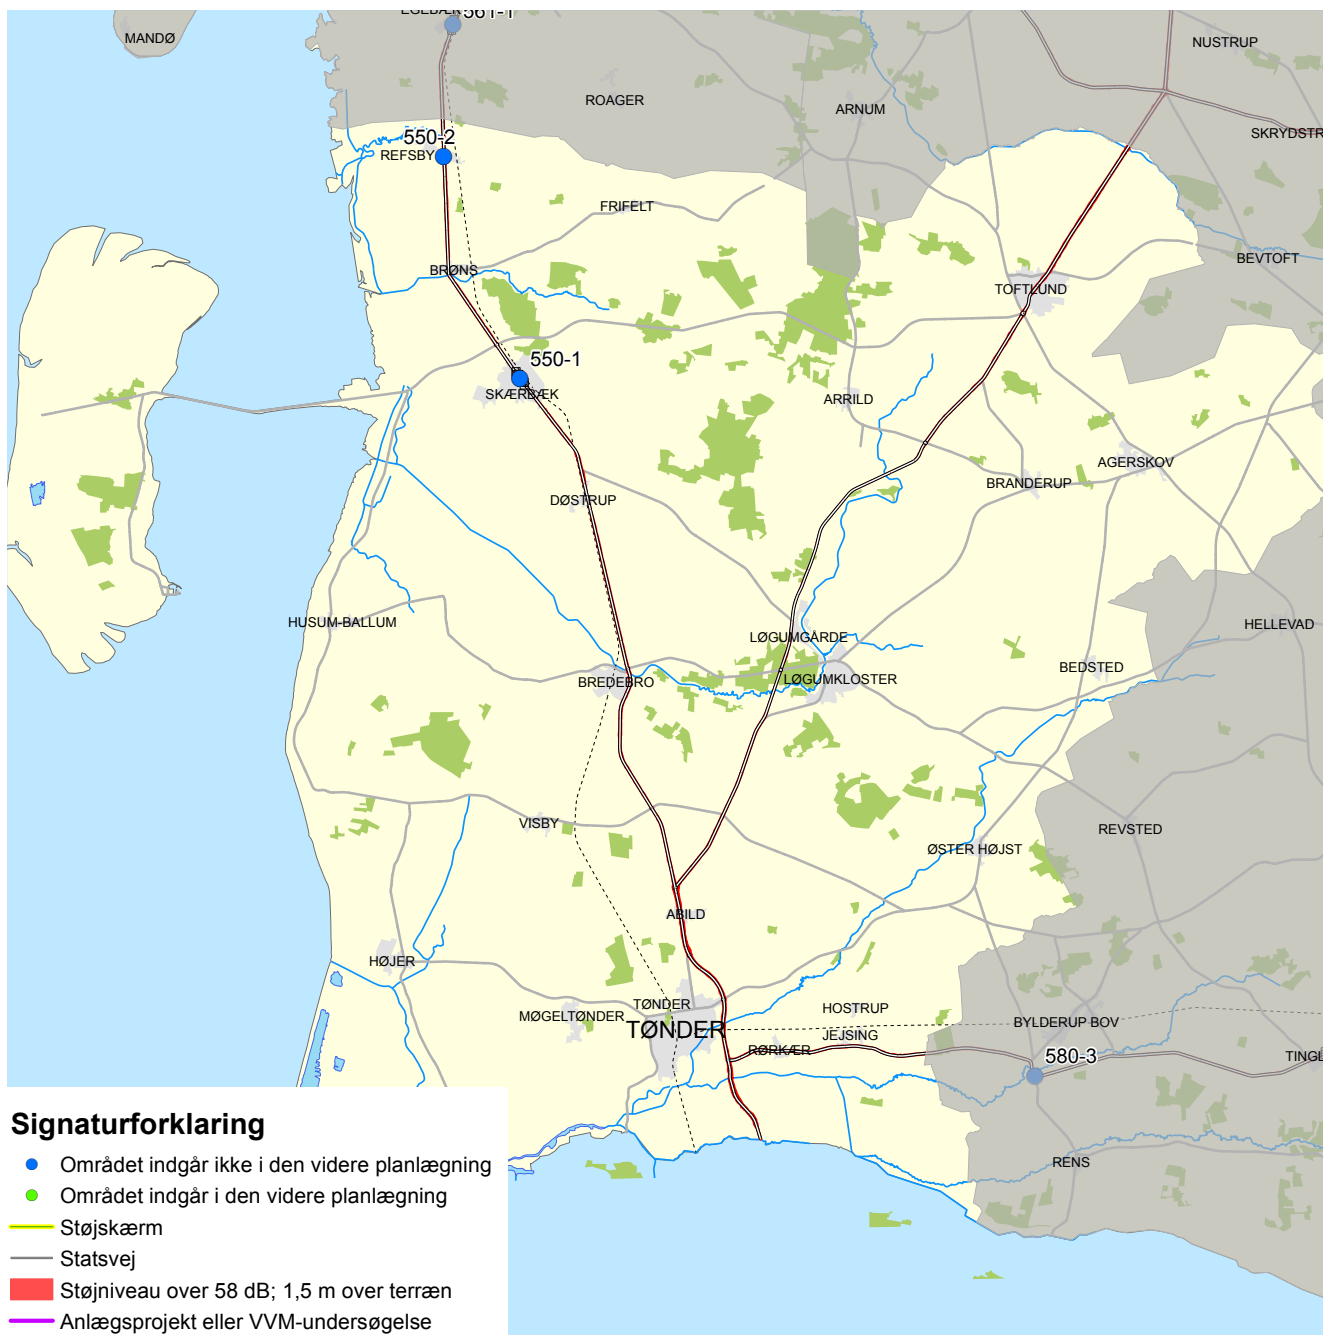 EGEBÆK
561-1
MANDØ
NUSTRUP
ROAGER
ARNUM
SKRYDSTR
550-2
REFSBY
FRIFELT
BEVTOFT
BRØNS
TOFTLUND
550-1
SKÆRBÆK
ARRILD
AGERSKOV
BRANDERUP
DØSTRUP
HUSUM-BALLUM
LØGUMGÅRDE
HELLEVAD
BEDSTED
BREDEBRO
LØGUMKLOSTER
VISBY
REVSTED
ØSTER HØJST
ABILD
HØJER
TØNDER
MØGELTØNDER
HOSTRUP
TØNDER
BYLDERUP BOV
JEJSING
RØRKÆR
580-3
TINGL
RENS
Signaturforklaring
Området indgår ikke i den videre planlægning
Området indgår i den videre planlægning
Støjskærm
Statsvej
Støjniveau over 58 dB; 1,5 m over terræn
Anlægsprojekt eller VVM-undersøgelse